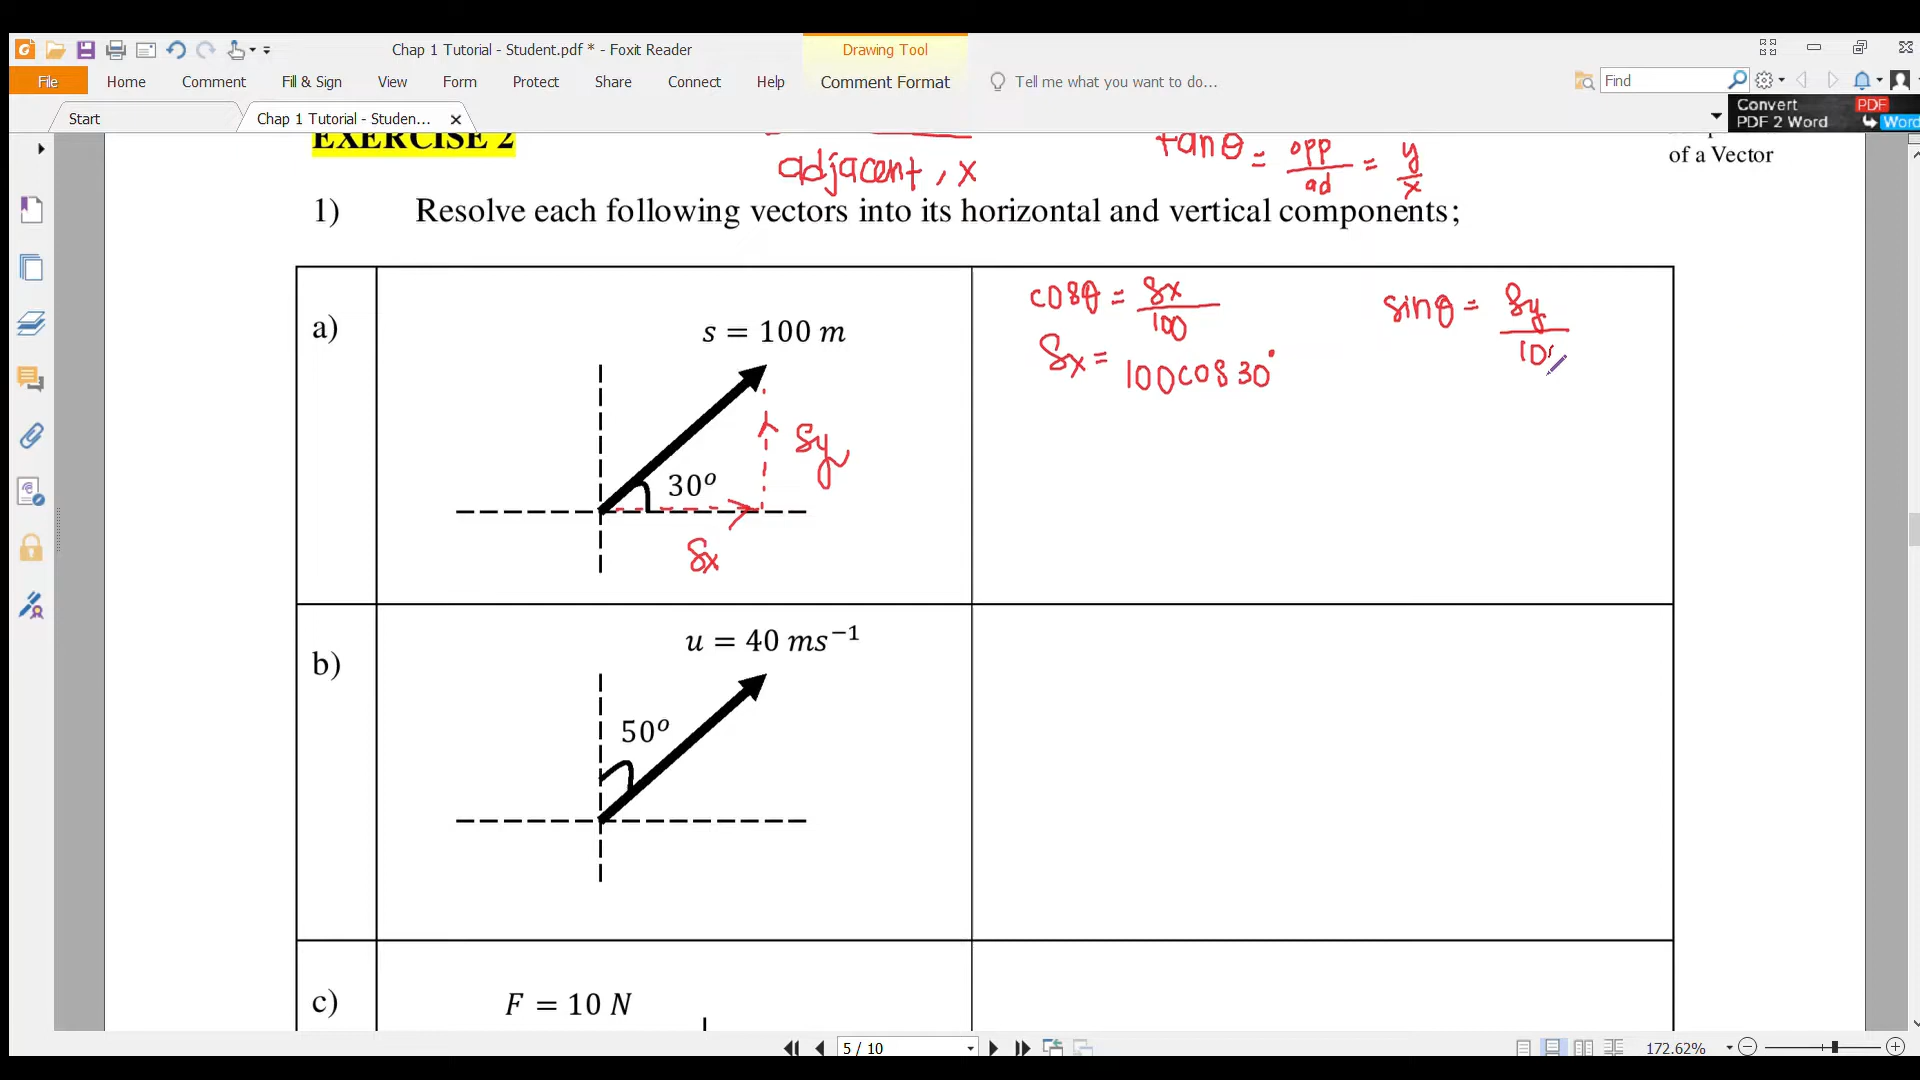 Chap 1 Tutorial - Student.pdf * - Foxit Reader
Drawing Tool
File Home Comment Fill & Sign View Form Protect Share Connect Help Comment Format Tell me what you want to do... Find
Start
Chap 1 Tutorial - Studen...
Convert PDF
PDF 2 Word Word
EXERCISE 2
adjacent, x
tanθ = opp/ad = y/x
of a Vector
1) Resolve each following vectors into its horizontal and vertical components;
a)
s = 100 m
30°
Sy
Sx
cosθ = Sx/100
Sx = 100cos30°
sinθ = Sy/10
b)
u = 40 ms⁻¹
50°
c)
F = 10 N
5 / 10
172.62%